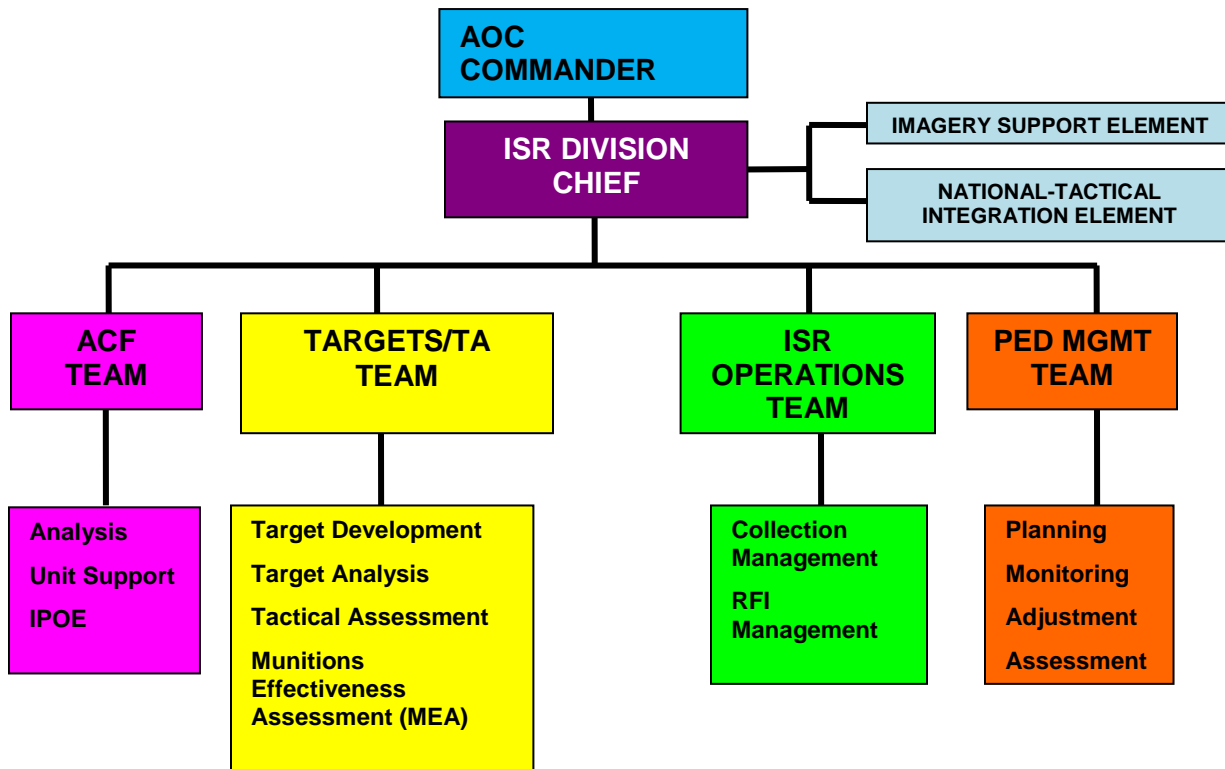 AOC
COMMANDER
ISR DIVISION
CHIEF
IMAGERY SUPPORT ELEMENT
NATIONAL-TACTICAL
INTEGRATION ELEMENT
ACF
TEAM
TARGETS/TA
TEAM
ISR
OPERATIONS
TEAM
PED MGMT
TEAM
Analysis
Unit Support
IPOE
Target Development
Target Analysis
Tactical Assessment
Munitions
Effectiveness
Assessment (MEA)
Collection
Management
RFI
Management
Planning
Monitoring
Adjustment
Assessment